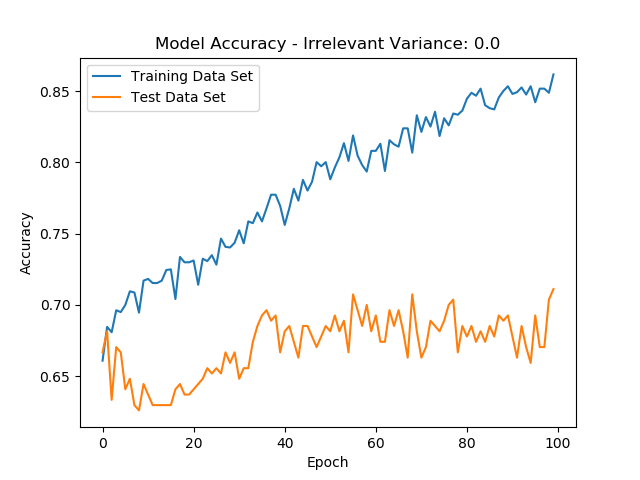 Model Accuracy - Irrelevant Variance: 0.0
Training Data Set
Test Data Set
0.85
0.80
0.75
0.70
0.65
Accuracy
0
20
40
60
80
100
Epoch